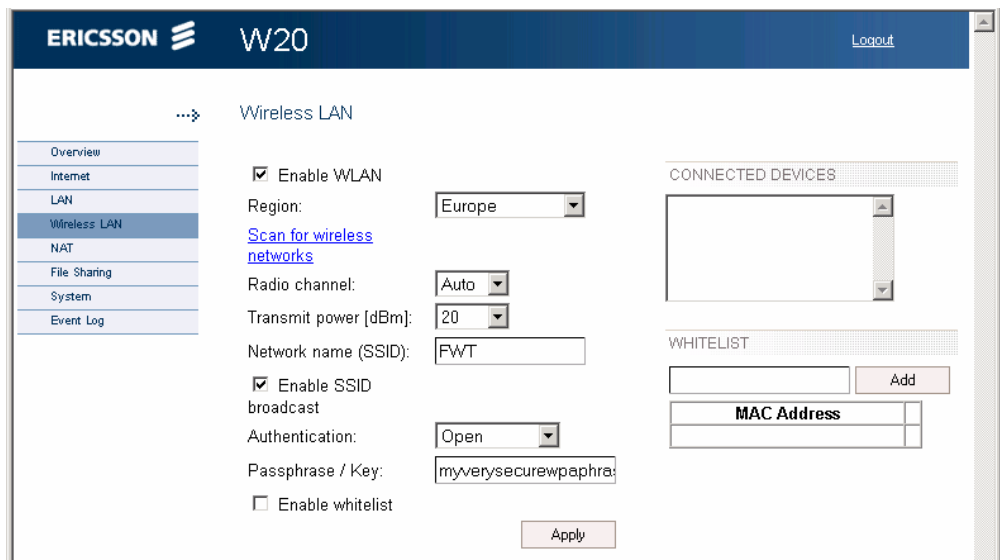 ERICSSON
W20
Logout
Wireless LAN
Overview
Internet
LAN
Wireless LAN
NAT
File Sharing
System
Event Log
Enable WLAN
Region:
Europe
Scan for wireless
networks
Radio channel:
Auto
Transmit power [dBm]:
20
Network name (SSID):
FWT
Enable SSID
broadcast
Authentication:
Open
Passphrase / Key:
myverysecurewpaphra
Enable whitelist
Apply
CONNECTED DEVICES
WHITELIST
Add
MAC Address